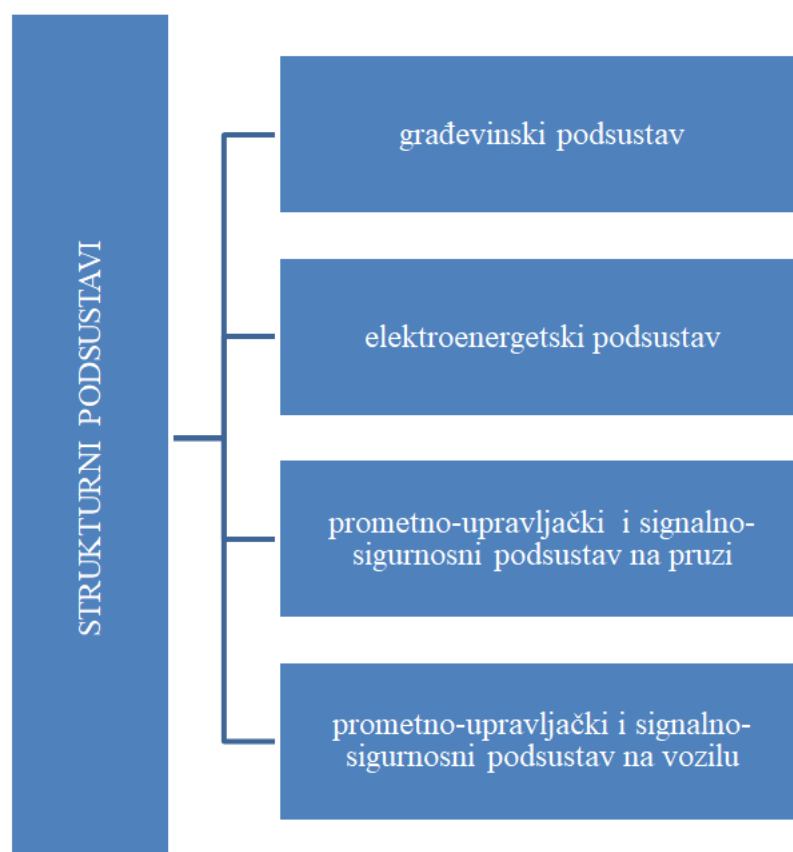 STRUKTURNI PODSUSTAVI
građevinski podsustav
elektroenergetski podsustav
prometno-upravljački i signalno-
sigurnosni podsustav na pruzi
prometno-upravljački i signalno-
sigurnosni podsustav na vozilu